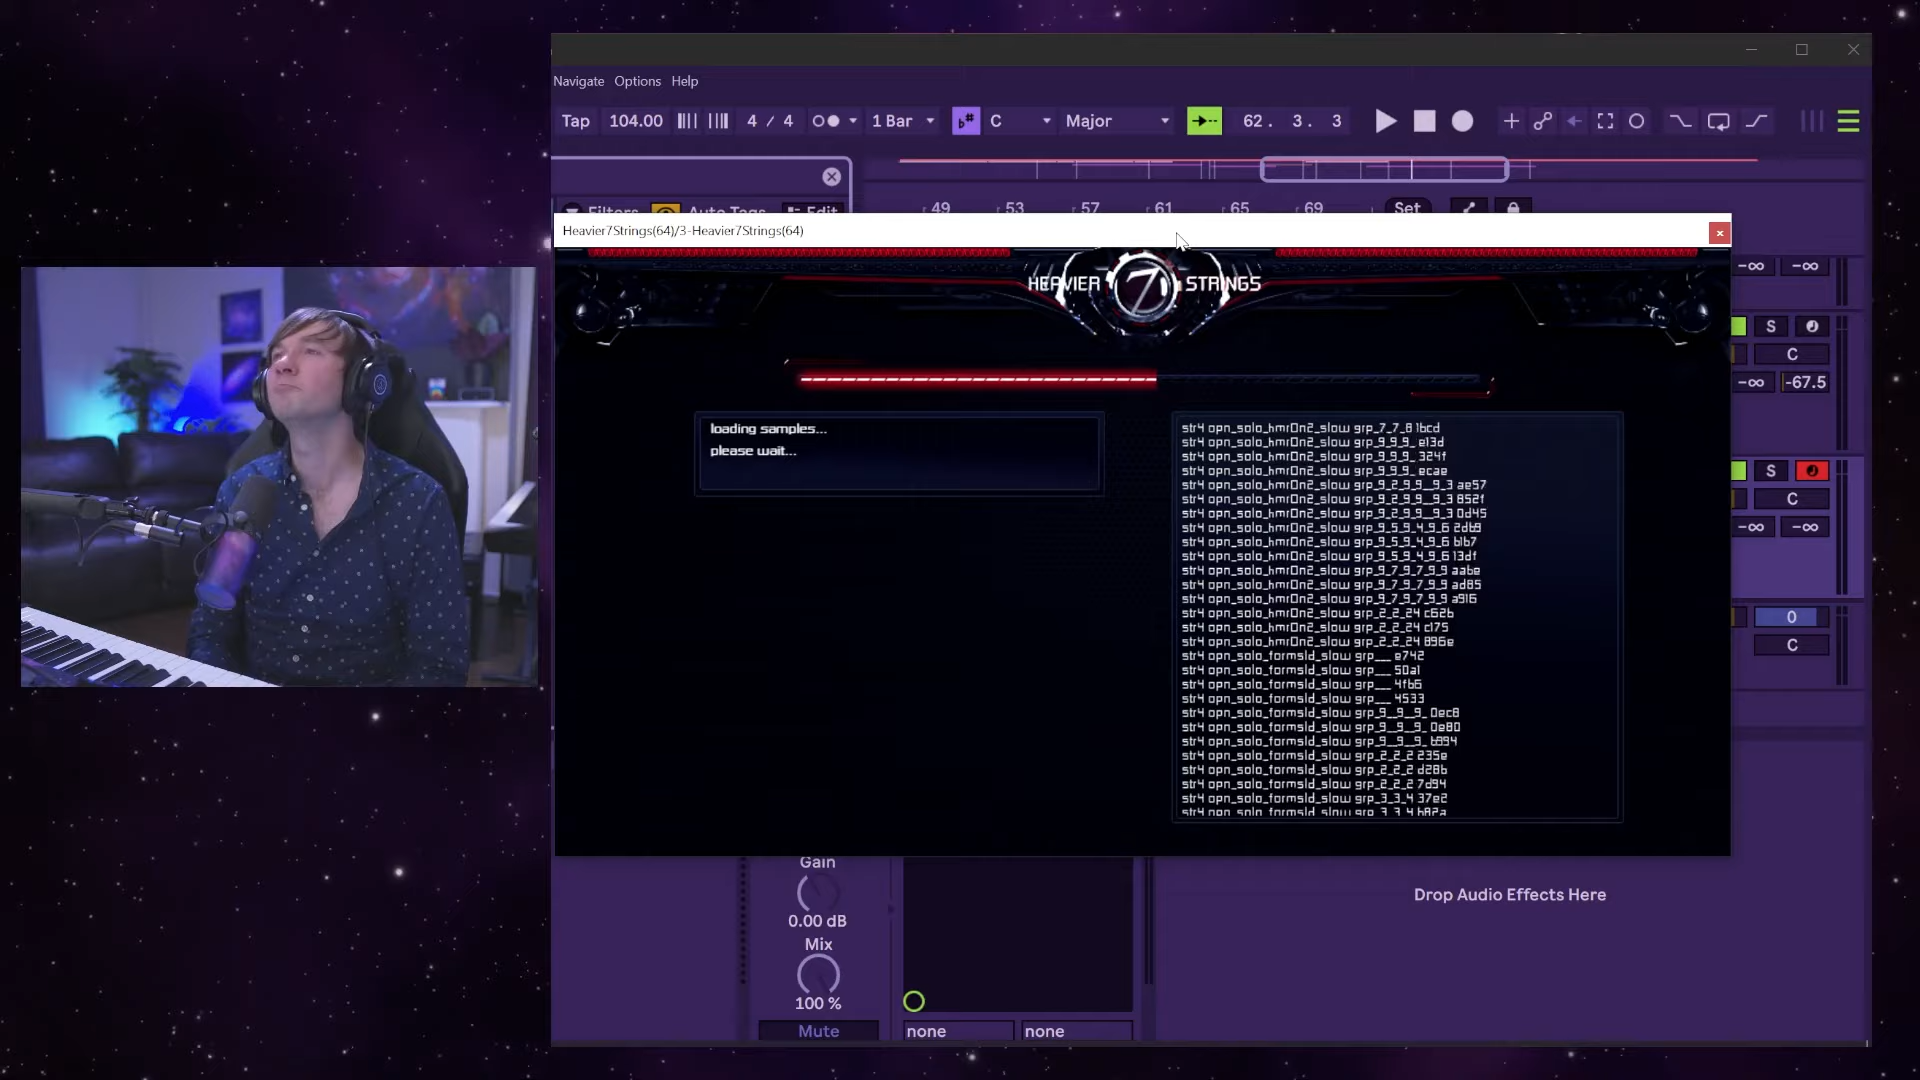 Navigate Options Help
Tap 104.00 4 / 4 1 Bar C Major 62. 3. 3
Filters Auto Tags Edit
49 53 57 61 65 69 Set
Heavier7Strings(64)/3-Heavier7Strings(64)
HEAVIER 7 STRINGS
loading samples...
please wait...
str4 opn_solo_hmr0n2_slow grp_7_7_8 1bcd
str4 opn_solo_hmr0n2_slow grp_9_9_9_ e13d
str4 opn_solo_hmr0n2_slow grp_9_9_9_ 324f
str4 opn_solo_hmr0n2_slow grp_9_9_9_ ecae
str4 opn_solo_hmr0n2_slow grp_9_2_9_9__9_3 ae57
str4 opn_solo_hmr0n2_slow grp_9_2_9_9__9_3 852f
str4 opn_solo_hmr0n2_slow grp_9_2_9_9__9_3 0d45
str4 opn_solo_hmr0n2_slow grp_9_5_9_4_9_6 2db9
str4 opn_solo_hmr0n2_slow grp_9_5_9_4_9_6 b1b7
str4 opn_solo_hmr0n2_slow grp_9_5_9_4_9_6 13df
str4 opn_solo_hmr0n2_slow grp_9_7_9_7_9_9 aabe
str4 opn_solo_hmr0n2_slow grp_9_7_9_7_9_9 ad85
str4 opn_solo_hmr0n2_slow grp_9_7_9_7_9_9 a916
str4 opn_solo_hmr0n2_slow grp_2_2_24 c62b
str4 opn_solo_hmr0n2_slow grp_2_2_24 c175
str4 opn_solo_hmr0n2_slow grp_2_2_24 896e
str4 opn_solo_formsld_slow grp___ e742
str4 opn_solo_formsld_slow grp___ 50a1
str4 opn_solo_formsld_slow grp___ 4fb6
str4 opn_solo_formsld_slow grp___ 4533
str4 opn_solo_formsld_slow grp_9__9__9_ 0ec8
str4 opn_solo_formsld_slow grp_9__9__9_ 0e80
str4 opn_solo_formsld_slow grp_9__9__9_ b994
str4 opn_solo_formsld_slow grp_2_2_2 235e
str4 opn_solo_formsld_slow grp_2_2_2 d28b
str4 opn_solo_formsld_slow grp_2_2_2 7d94
str4 opn_solo_formsld_slow grp_3_3_4 37e2
str4 opn_solo_formsld_slow grp_3_3_4 b82a
-∞ -∞
S
C
-∞ -67.5
S
C
-∞ -∞
0
C
Gain
0.00 dB
Mix
100 %
Mute
none none
Drop Audio Effects Here